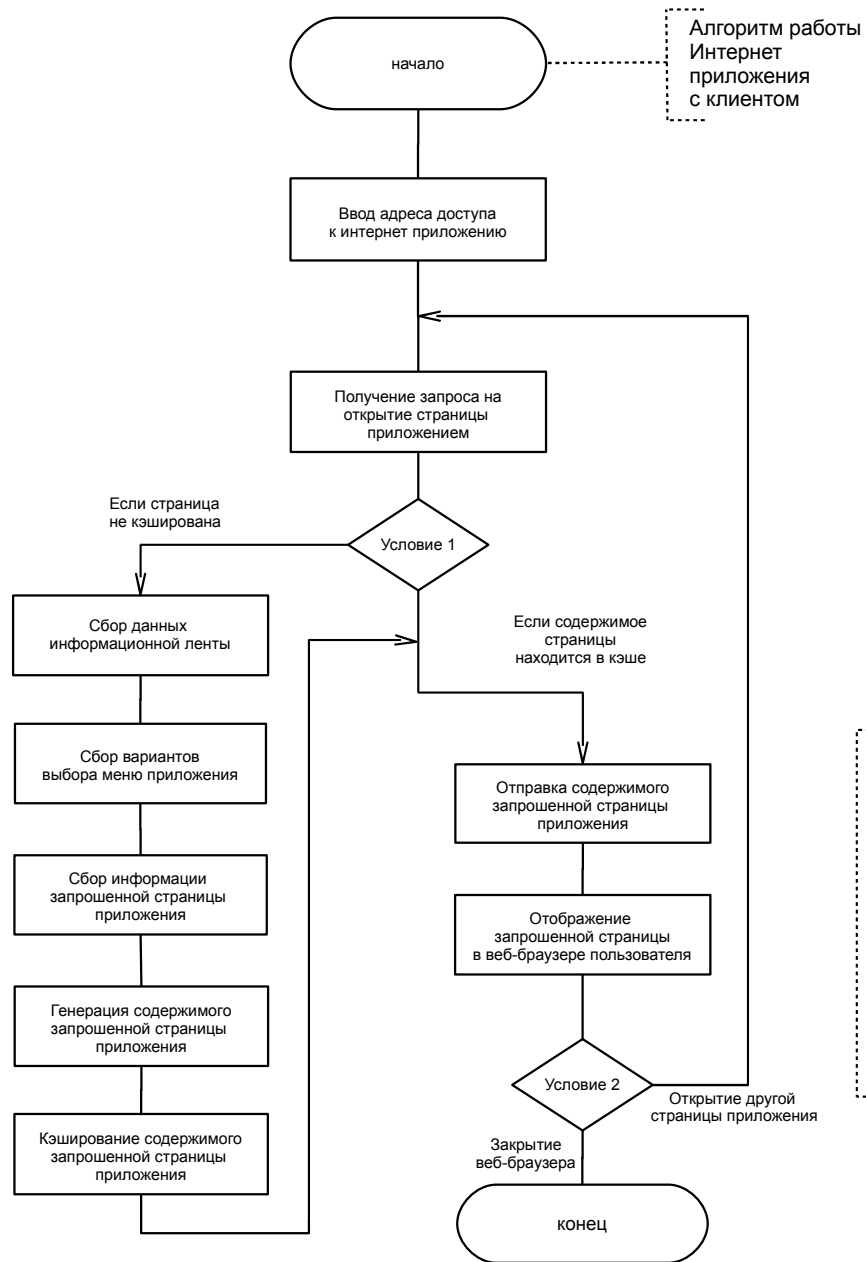 начало
Алгоритм работы
Интернет
приложения
с клиентом
Ввод адреса доступа
к интернет приложению
Получение запроса на
открытие страницы
приложением
Если страница
не кэширована
Условие 1
Сбор данных
информационной ленты
Если содержимое
страницы
находится в кэше
Сбор вариантов
выбора меню приложения
Отправка содержимого
запрошенной страницы
приложения
Сбор информации
запрошенной страницы
приложения
Отображение
запрошенной страницы
в веб-браузере пользователя
Генерация содержимого
запрошенной страницы
приложения
Условие 2
Открытие другой
страницы приложения
Кэширование содержимого
запрошенной страницы
приложения
Закрытие
веб-браузера
конец